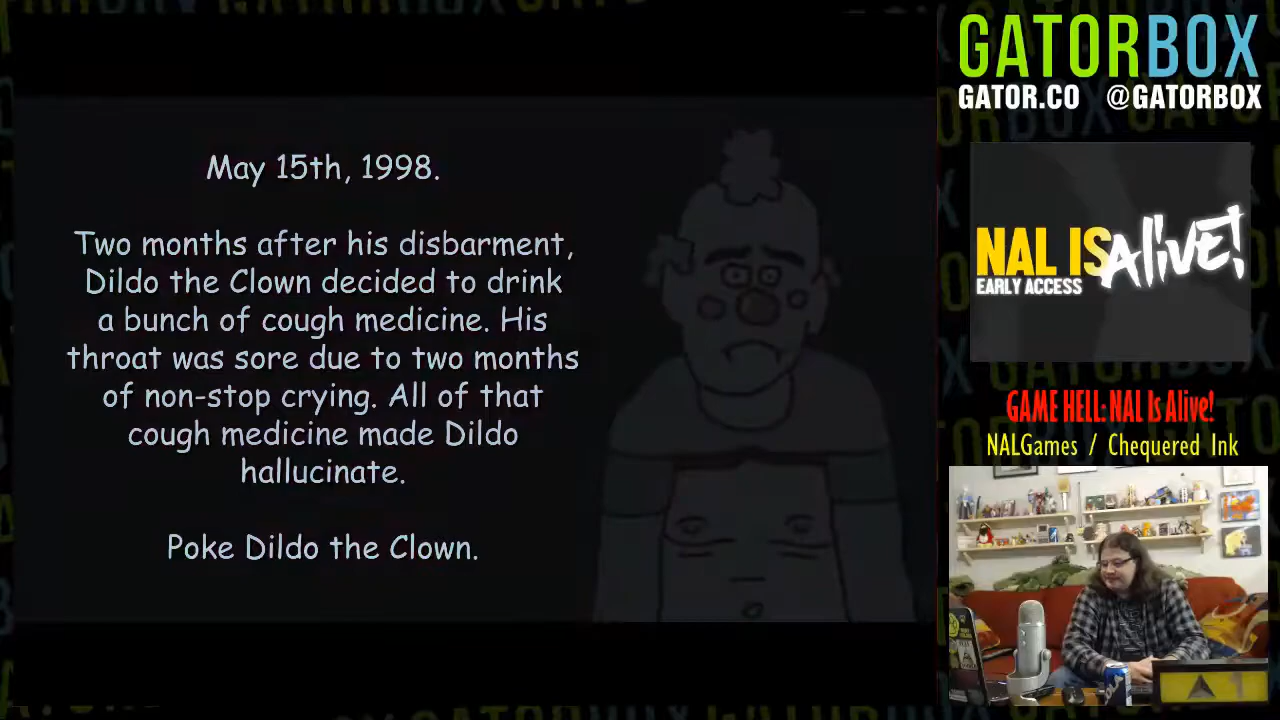 May 15th, 1998.
Two months after his disbarment,
Dildo the Clown decided to drink
a bunch of cough medicine. His
throat was sore due to two months
of non-stop crying. All of that
cough medicine made Dildo
hallucinate.
Poke Dildo the Clown.
GATORBOX
GATOR.CO @GATORBOX
NAL IS Alive!
EARLY ACCESS
GAME HELL: NAL Is Alive!
NALGames / Chequered Ink